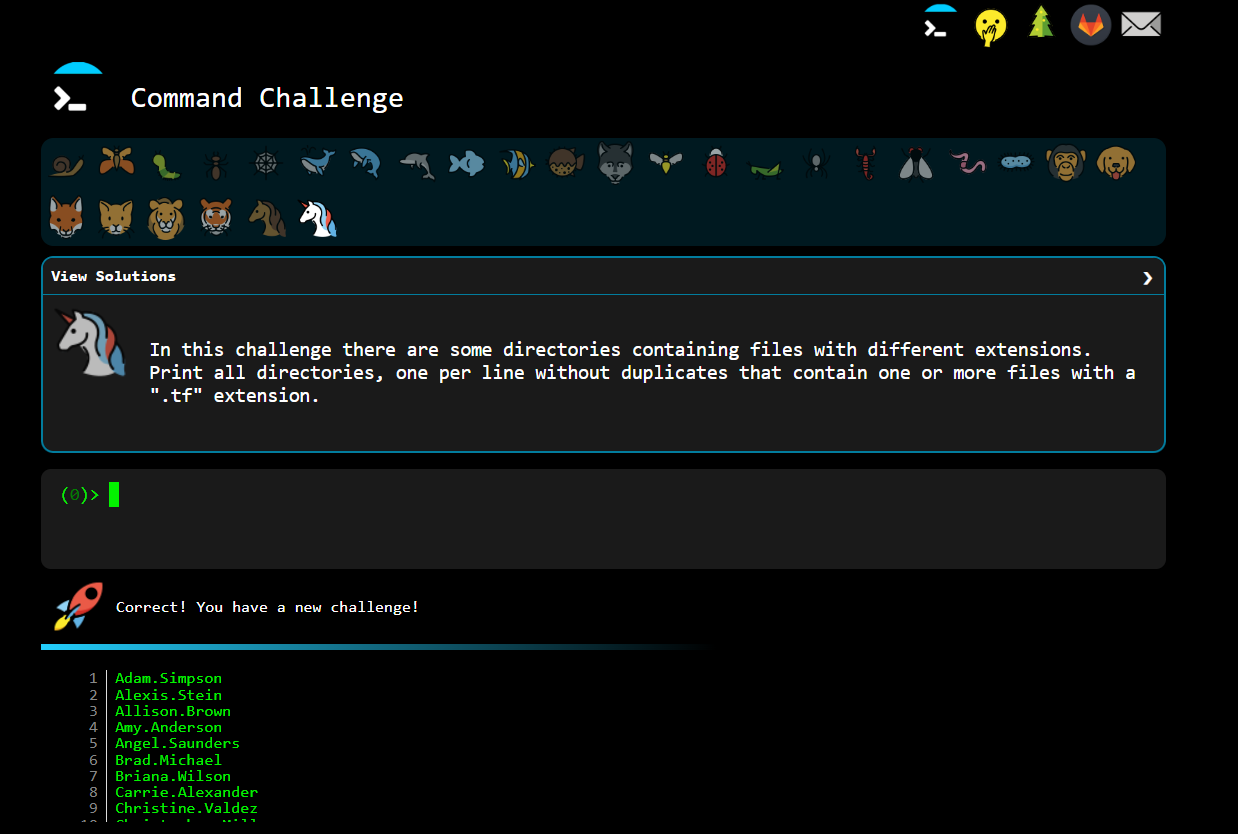 Command Challenge
View Solutions
In this challenge there are some directories containing files with different extensions.
Print all directories, one per line without duplicates that contain one or more files with a
".tf" extension.
(0)>
Correct! You have a new challenge!
1 Adam.Simpson
2 Alexis.Stein
3 Allison.Brown
4 Amy.Anderson
5 Angel.Saunders
6 Brad.Michael
7 Briana.Wilson
8 Carrie.Alexander
9 Christine.Valdez